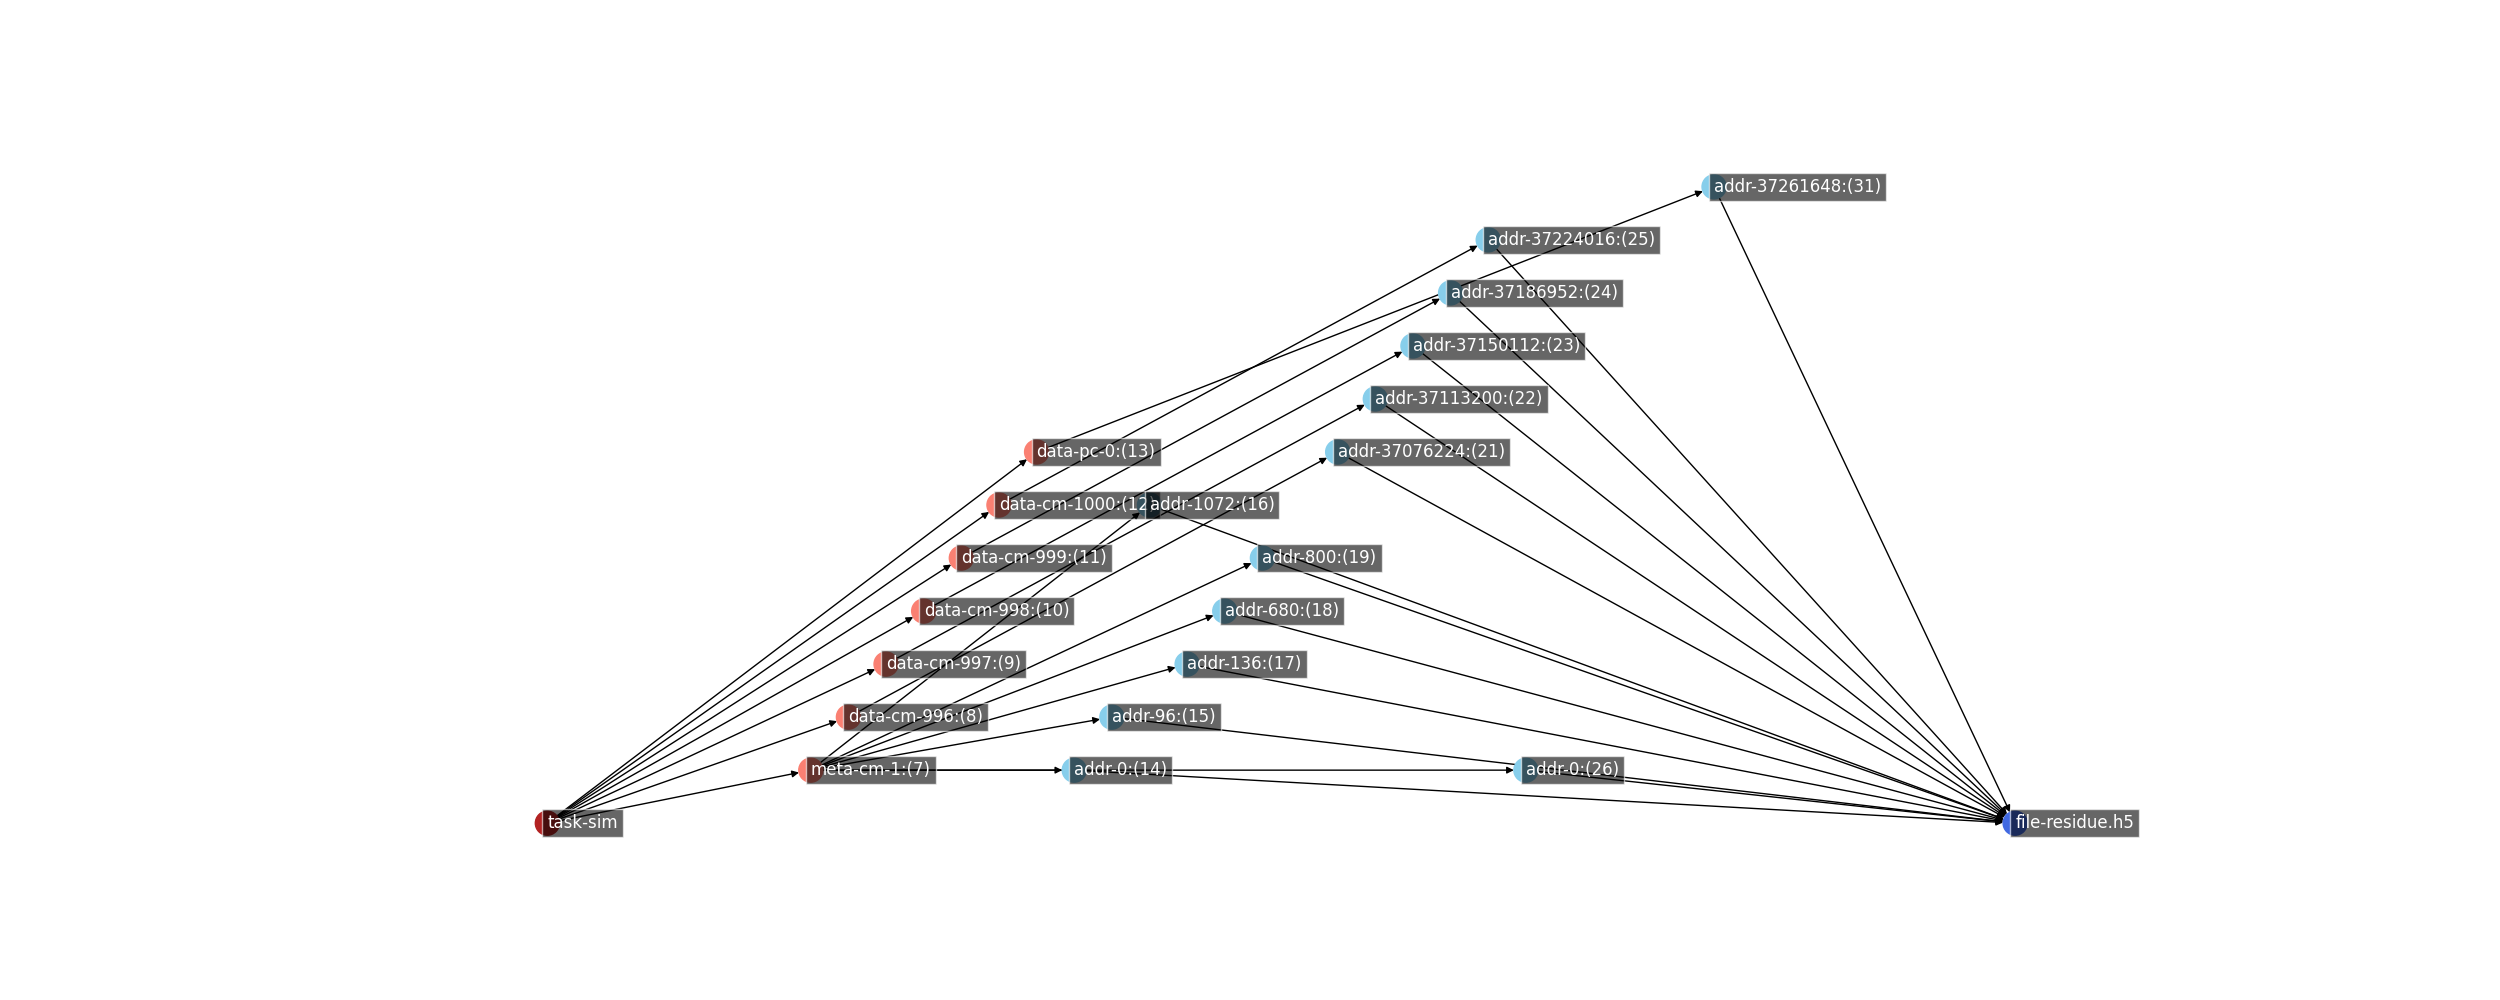 addr-37261648:(31)
addr-37224016:(25)
addr-37186952:(24)
addr-37150112:(23)
addr-37113200:(22)
data-pc-0:(13)
addr-37076224:(21)
data-cm-1000:(12)
addr-1072:(16)
data-cm-999:(11)
addr-800:(19)
data-cm-998:(10)
addr-680:(18)
data-cm-997:(9)
addr-136:(17)
data-cm-996:(8)
addr-96:(15)
meta-cm-1:(7)
addr-0:(14)
addr-0:(26)
task-sim
file-residue.h5